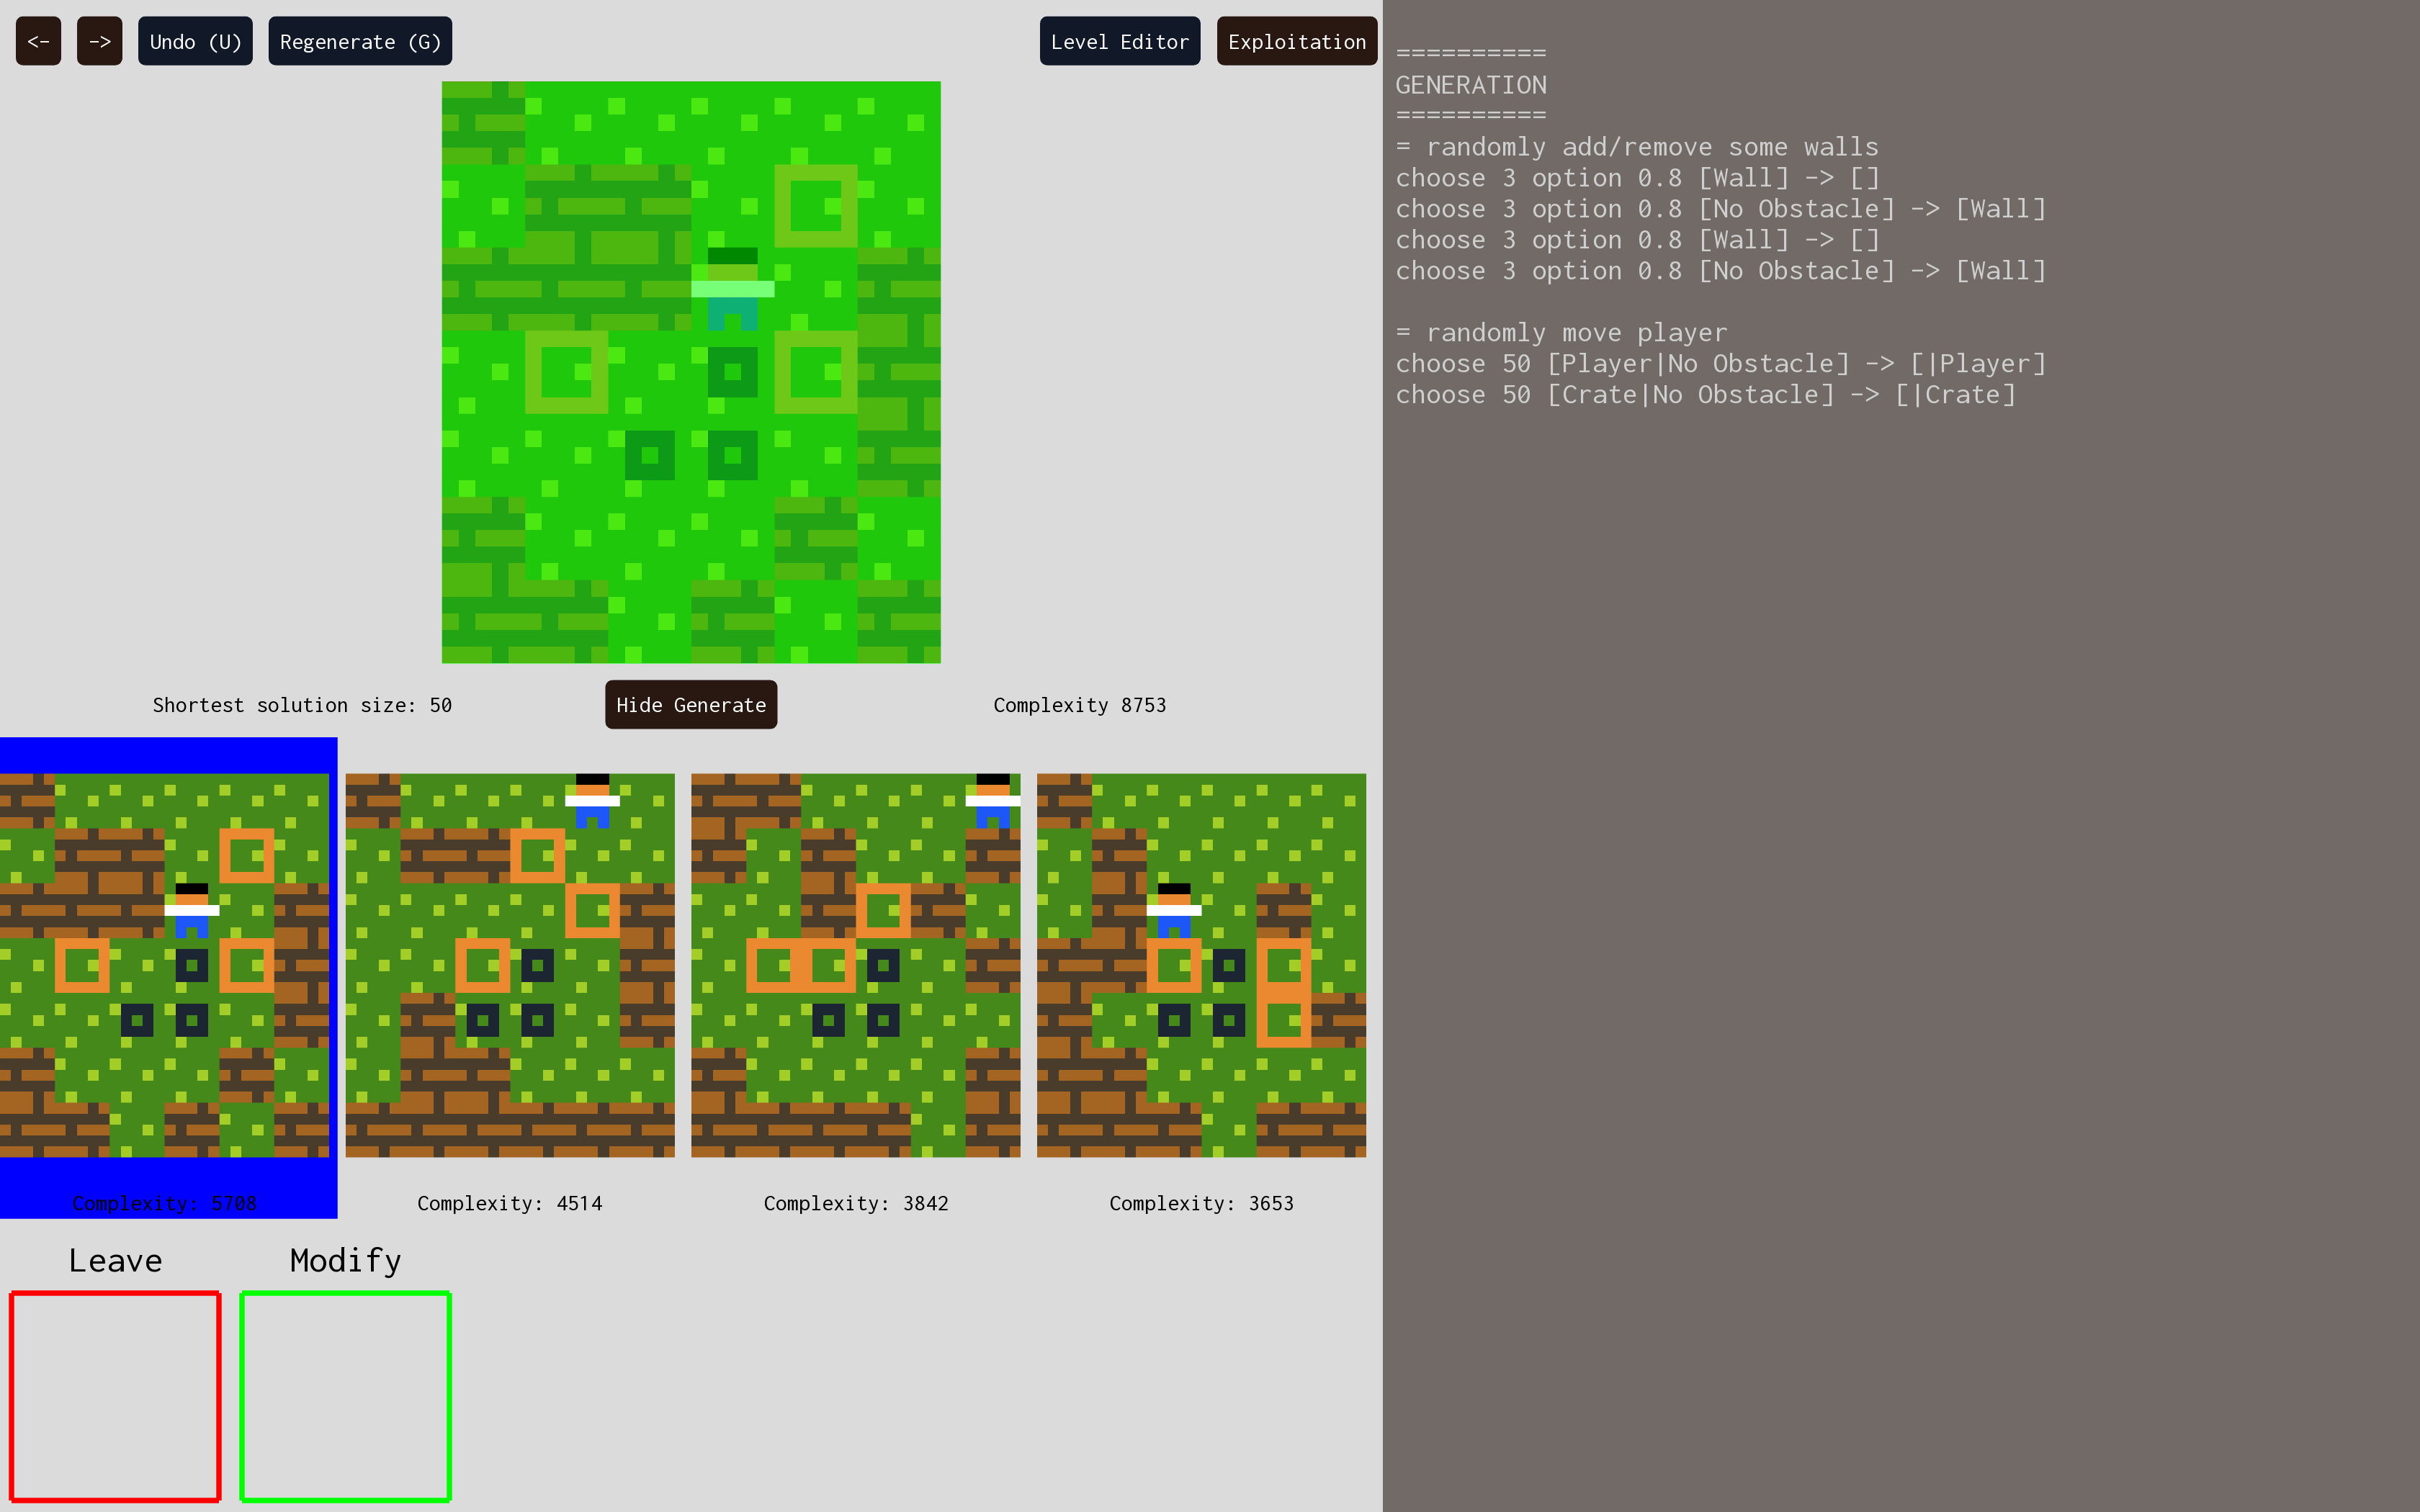 <- -> Undo (U) Regenerate (G) Level Editor Exploitation
Shortest solution size: 50 Hide Generate Complexity 8753
Complexity: 5708 Complexity: 4514 Complexity: 3842 Complexity: 3653
Leave Modify
==========
GENERATION
==========
= randomly add/remove some walls
choose 3 option 0.8 [Wall] -> []
choose 3 option 0.8 [No Obstacle] -> [Wall]
choose 3 option 0.8 [Wall] -> []
choose 3 option 0.8 [No Obstacle] -> [Wall]
= randomly move player
choose 50 [Player|No Obstacle] -> [|Player]
choose 50 [Crate|No Obstacle] -> [|Crate]